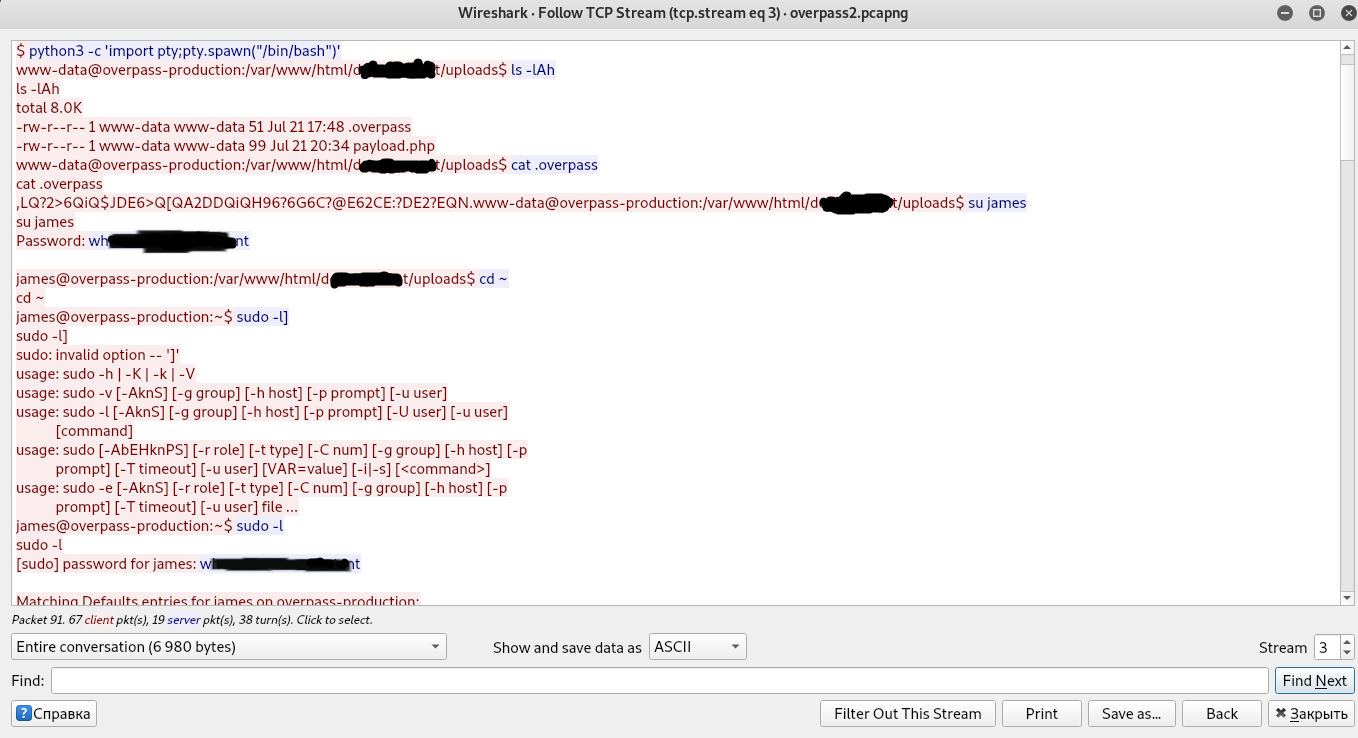 Wireshark · Follow TCP Stream (tcp.stream eq 3) · overpass2.pcapng
$ python3 -c 'import pty;pty.spawn("/bin/bash")'
www-data@overpass-production:/var/www/html/d t/uploads$ ls -lAh
ls -lAh
total 8.0K
-rw-r--r-- 1 www-data www-data 51 Jul 21 17:48 .overpass
-rw-r--r-- 1 www-data www-data 99 Jul 21 20:34 payload.php
www-data@overpass-production:/var/www/html/d t/uploads$ cat .overpass
cat .overpass
,LQ?2>6QiQ$JDE6>Q[QA2DDQiQH96?6G6C?@E62CE:?DE2?EQN.www-data@overpass-production:/var/www/html/d t/uploads$ su james
su james
Password: wh nt
james@overpass-production:/var/www/html/d t/uploads$ cd ~
cd ~
james@overpass-production:~$ sudo -l]
sudo -l]
sudo: invalid option -- ']'
usage: sudo -h | -K | -k | -V
usage: sudo -v [-AknS] [-g group] [-h host] [-p prompt] [-u user]
usage: sudo -l [-AknS] [-g group] [-h host] [-p prompt] [-U user] [-u user]
[command]
usage: sudo [-AbEHknPS] [-r role] [-t type] [-C num] [-g group] [-h host] [-p
prompt] [-T timeout] [-u user] [VAR=value] [-i|-s] [<command>]
usage: sudo -e [-AknS] [-r role] [-t type] [-C num] [-g group] [-h host] [-p
prompt] [-T timeout] [-u user] file ...
james@overpass-production:~$ sudo -l
sudo -l
[sudo] password for james: w nt
Matching Defaults entries for james on overpass-production:
Packet 91. 67 client pkt(s), 19 server pkt(s), 38 turn(s). Click to select.
Entire conversation (6 980 bytes) Show and save data as ASCII Stream 3
Find: Find Next
Справка Filter Out This Stream Print Save as... Back Закрыть